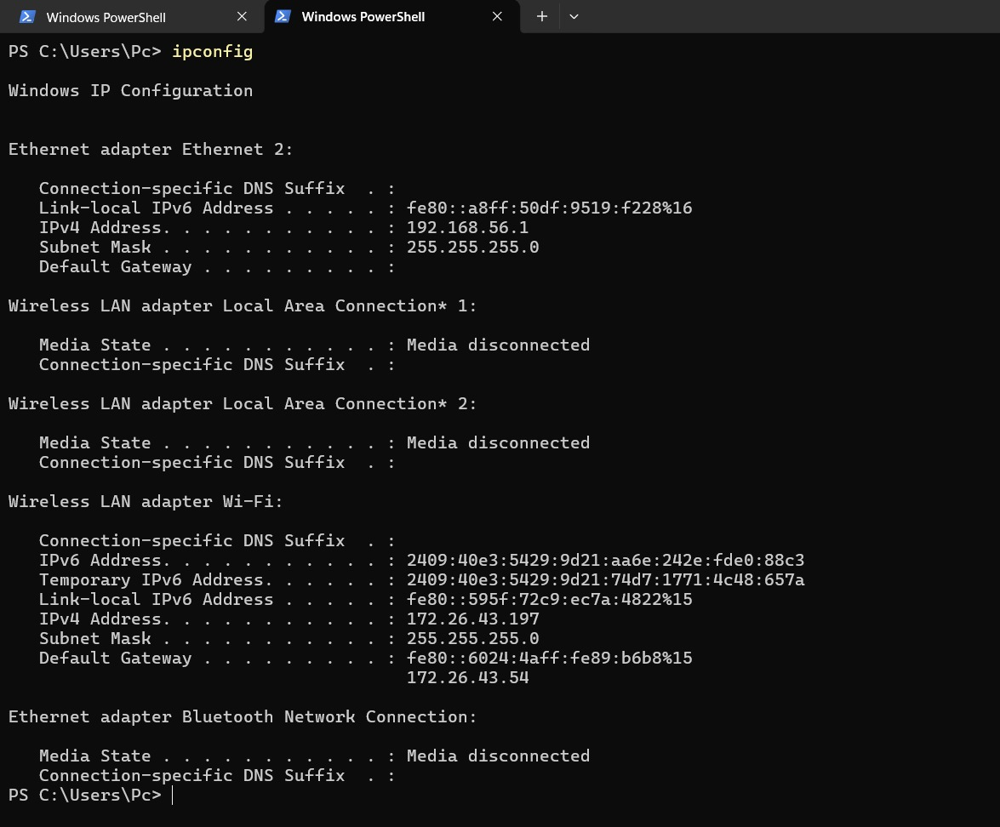 Windows PowerShell
Windows PowerShell
PS C:\Users\Pc> ipconfig
Windows IP Configuration
Ethernet adapter Ethernet 2:
Connection-specific DNS Suffix  . :
Link-local IPv6 Address . . . . . : fe80::a8ff:50df:9519:f228%16
IPv4 Address. . . . . . . . . . . : 192.168.56.1
Subnet Mask . . . . . . . . . . . : 255.255.255.0
Default Gateway . . . . . . . . . :
Wireless LAN adapter Local Area Connection* 1:
Media State . . . . . . . . . . . : Media disconnected
Connection-specific DNS Suffix  . :
Wireless LAN adapter Local Area Connection* 2:
Media State . . . . . . . . . . . : Media disconnected
Connection-specific DNS Suffix  . :
Wireless LAN adapter Wi-Fi:
Connection-specific DNS Suffix  . :
IPv6 Address. . . . . . . . . . . : 2409:40e3:5429:9d21:aa6e:242e:fde0:88c3
Temporary IPv6 Address. . . . . . : 2409:40e3:5429:9d21:74d7:1771:4c48:657a
Link-local IPv6 Address . . . . . : fe80::595f:72c9:ec7a:4822%15
IPv4 Address. . . . . . . . . . . : 172.26.43.197
Subnet Mask . . . . . . . . . . . : 255.255.255.0
Default Gateway . . . . . . . . . : fe80::6024:4aff:fe89:b6b8%15
172.26.43.54
Ethernet adapter Bluetooth Network Connection:
Media State . . . . . . . . . . . : Media disconnected
Connection-specific DNS Suffix  . :
PS C:\Users\Pc>